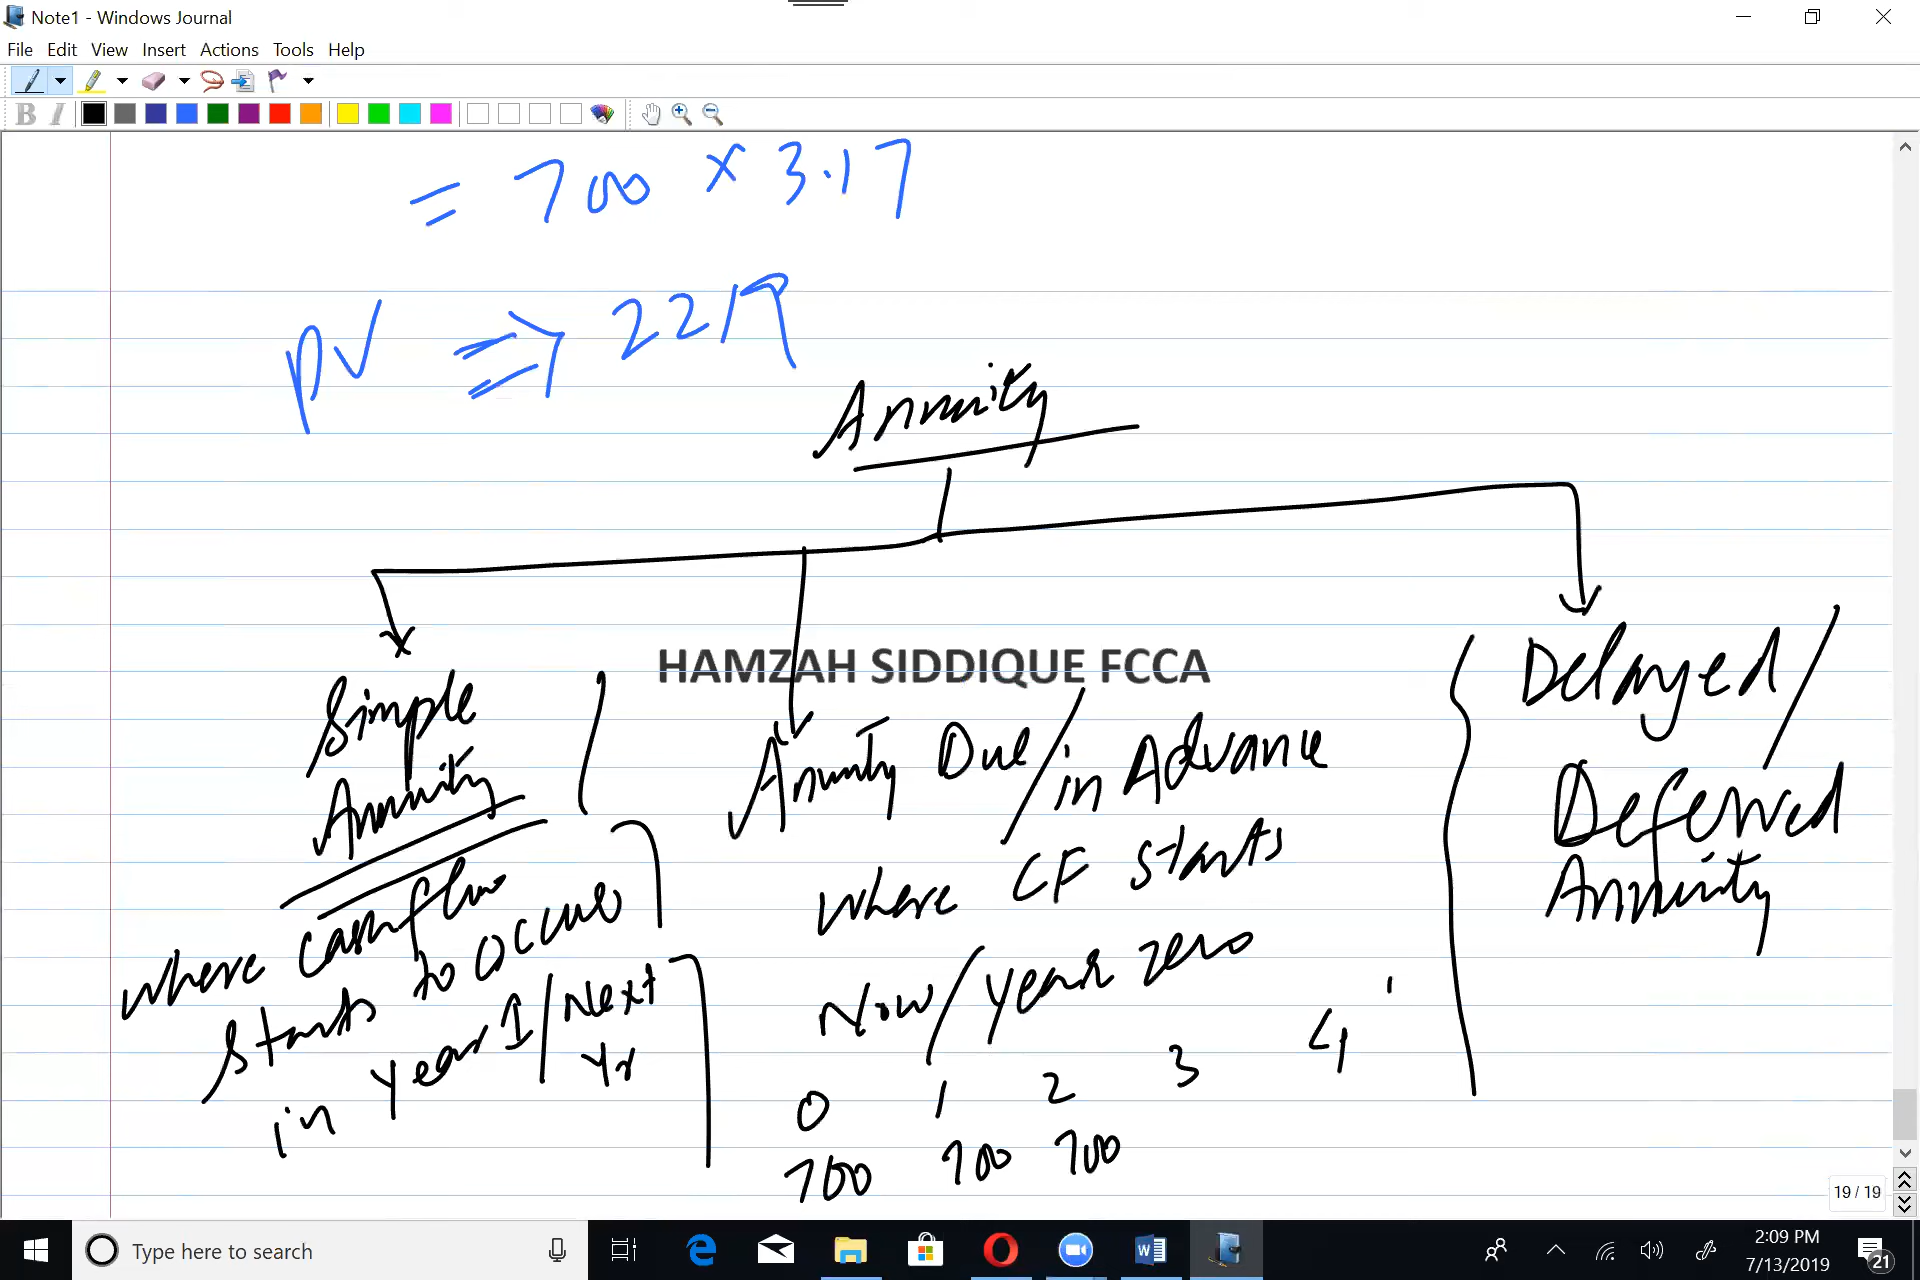 Note1 - Windows Journal
File Edit View Insert Actions Tools Help
B I
= 700 × 3.17
PV ⇒ 2219
Annuity
HAMZAH SIDDIQUE FCCA
Simple
Annuity
where cashflow
starts to occur
in year 1/Next
Yr
Annuity Due/in Advance
where CF starts
Now/year zero
0 1 2 3 4
700 700 700
Delayed/
Deferred
Annuity
19 / 19
Type here to search
2:09 PM
7/13/2019
21